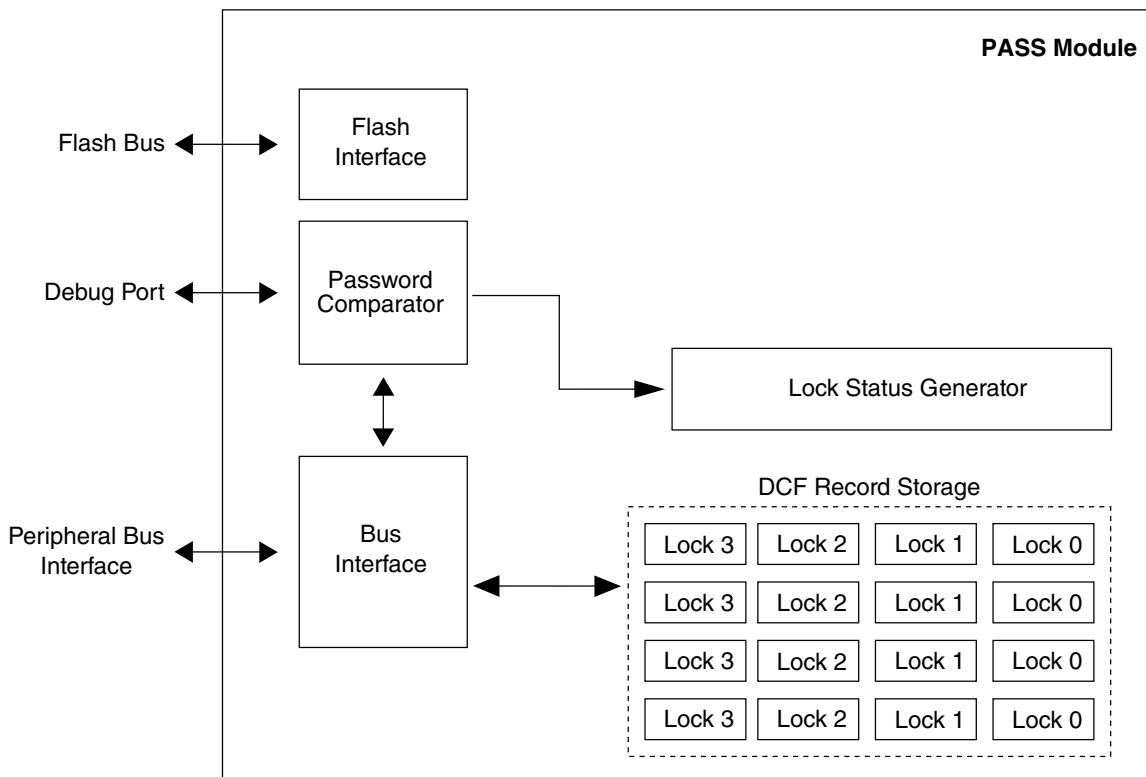 PASS Module
Flash Bus
Flash
Interface
Debug Port
Password
Comparator
Lock Status Generator
Peripheral Bus
Interface
Bus
Interface
DCF Record Storage
Lock 3 Lock 2 Lock 1 Lock 0
Lock 3 Lock 2 Lock 1 Lock 0
Lock 3 Lock 2 Lock 1 Lock 0
Lock 3 Lock 2 Lock 1 Lock 0